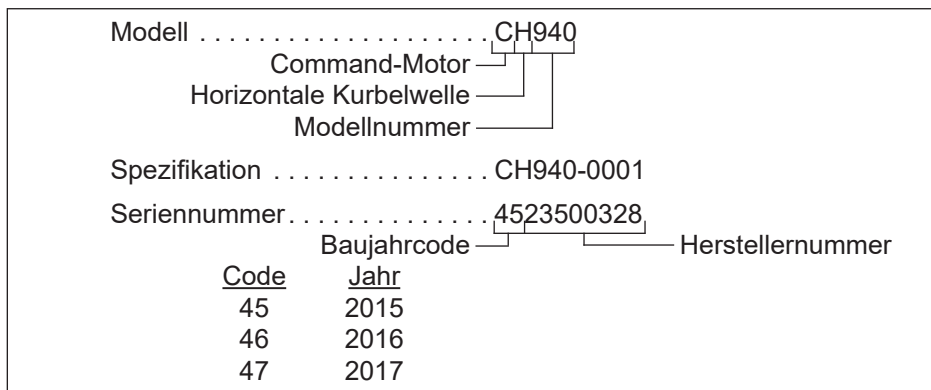 Modell . . . . . . . . . . . . . . . . . . . . CH940
Command-Motor
Horizontale Kurbelwelle
Modellnummer
Spezifikation . . . . . . . . . . . . . . . CH940-0001
Seriennummer . . . . . . . . . . . . . . 4523500328
Baujahrcode Herstellernummer
Code Jahr
45 2015
46 2016
47 2017